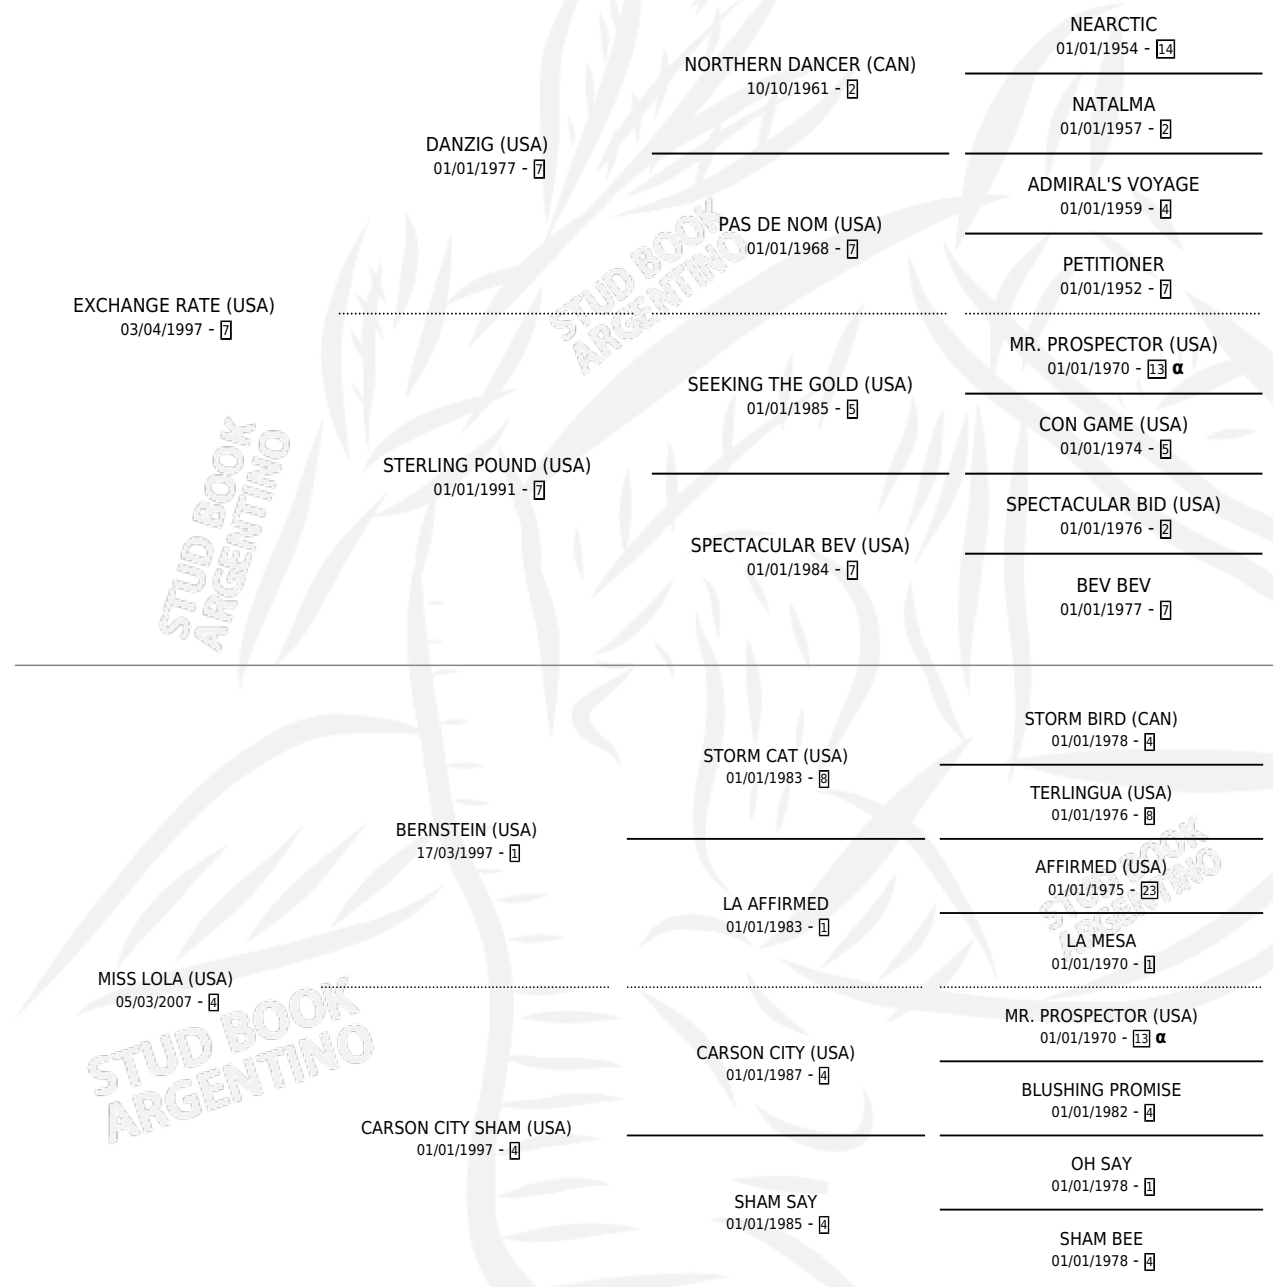 NEARCTIC
01/01/1954 - 14
NORTHERN DANCER (CAN)
10/10/1961 - 2
NATALMA
01/01/1957 - 2
DANZIG (USA)
01/01/1977 - 7
ADMIRAL'S VOYAGE
01/01/1959 - 4
PAS DE NOM (USA)
01/01/1968 - 7
PETITIONER
01/01/1952 - 7
EXCHANGE RATE (USA)
03/04/1997 - 7
MR. PROSPECTOR (USA)
01/01/1970 - 13 α
SEEKING THE GOLD (USA)
01/01/1985 - 5
CON GAME (USA)
01/01/1974 - 5
STERLING POUND (USA)
01/01/1991 - 7
SPECTACULAR BID (USA)
01/01/1976 - 2
SPECTACULAR BEV (USA)
01/01/1984 - 7
BEV BEV
01/01/1977 - 7
STORM BIRD (CAN)
01/01/1978 - 4
STORM CAT (USA)
01/01/1983 - 8
TERLINGUA (USA)
01/01/1976 - 8
BERNSTEIN (USA)
17/03/1997 - 1
AFFIRMED (USA)
01/01/1975 - 23
LA AFFIRMED
01/01/1983 - 1
LA MESA
01/01/1970 - 1
MISS LOLA (USA)
05/03/2007 - 4
MR. PROSPECTOR (USA)
01/01/1970 - 13 α
CARSON CITY (USA)
01/01/1987 - 4
BLUSHING PROMISE
01/01/1982 - 4
CARSON CITY SHAM (USA)
01/01/1997 - 4
OH SAY
01/01/1978 - 1
SHAM SAY
01/01/1985 - 4
SHAM BEE
01/01/1978 - 4
STUD BOOK
ARGENTINO
STUD BOOK
ARGENTINO
STUD BOOK
ARGENTINO
STUD BOOK
ARGENTINO